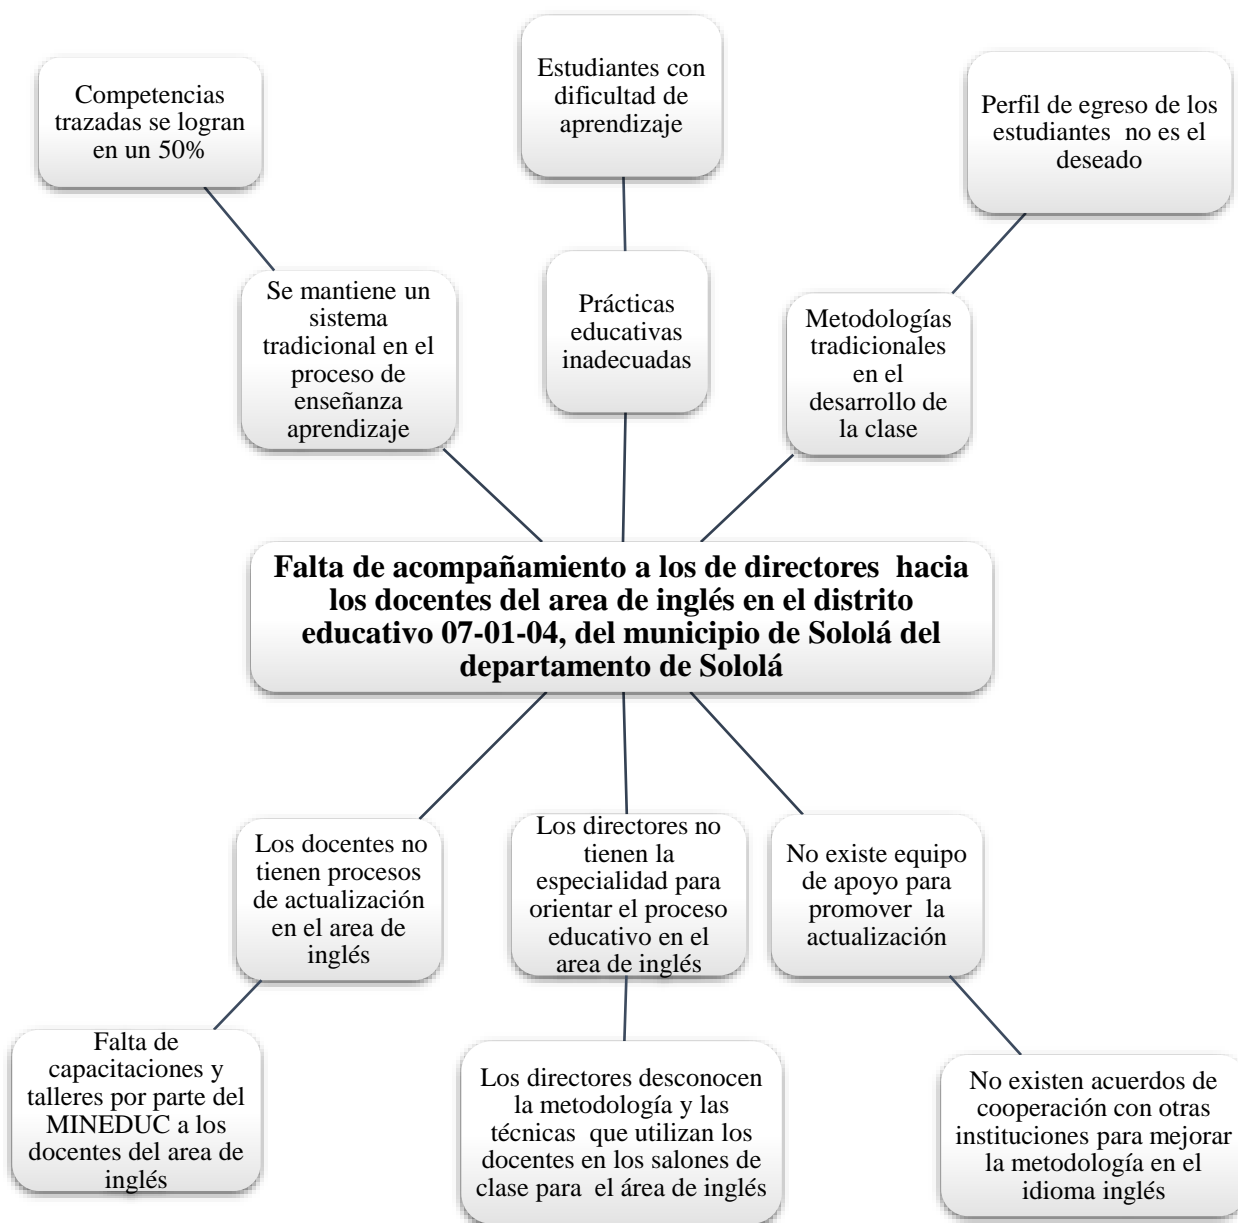 Competencias
trazadas se logran
en un 50%
Estudiantes con
dificultad de
aprendizaje
Perfil de egreso de los
estudiantes no es el
deseado
Se mantiene un
sistema
tradicional en el
proceso de
enseñanza
aprendizaje
Prácticas
educativas
inadecuadas
Metodologías
tradicionales
en el
desarrollo de
la clase
Falta de acompañamiento a los de directores hacia
los docentes del area de inglés en el distrito
educativo 07-01-04, del municipio de Sololá del
departamento de Sololá
Los docentes no
tienen procesos
de actualización
en el area de
inglés
Los directores no
tienen la
especialidad para
orientar el proceso
educativo en el
area de inglés
No existe equipo
de apoyo para
promover la
actualización
Falta de
capacitaciones y
talleres por parte del
MINEDUC a los
docentes del area de
inglés
Los directores desconocen
la metodología y las
técnicas que utilizan los
docentes en los salones de
clase para el área de inglés
No existen acuerdos de
cooperación con otras
instituciones para mejorar
la metodología en el
idioma inglés